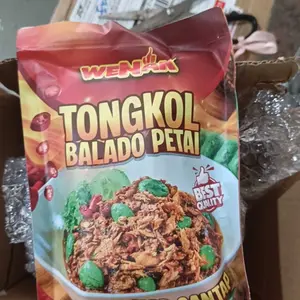 WENAK
TONGKOL
BALADO PETAI
BEST
QUALITY